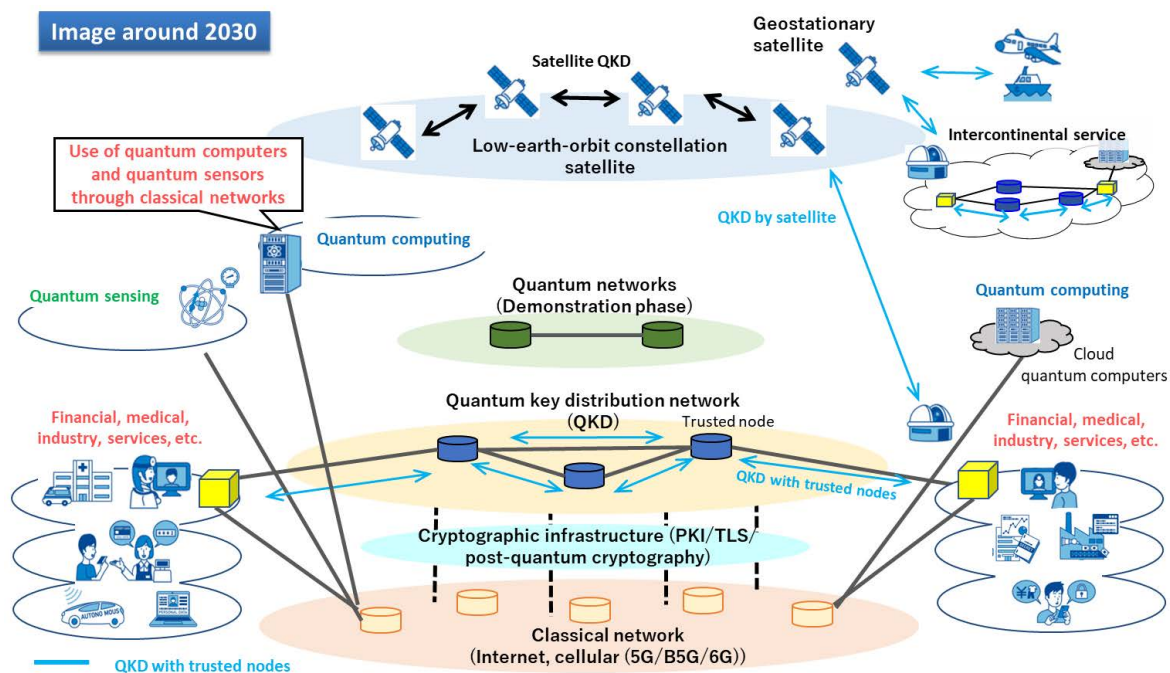 Image around 2030
Geostationary
satellite
Satellite QKD
Low-earth-orbit constellation
satellite
Intercontinental service
Use of quantum computers
and quantum sensors
through classical networks
QKD by satellite
Quantum computing
Quantum sensing
Quantum networks
(Demonstration phase)
Quantum computing
Cloud
quantum computers
Financial, medical,
industry, services, etc.
Quantum key distribution network
(QKD)
Trusted node
Financial, medical,
industry, services, etc.
QKD with trusted nodes
Cryptographic infrastructure (PKI/TLS/
post-quantum cryptography)
AUTONO MOUS
PERSONAL DATA
Classical network
(Internet, cellular (5G/B5G/6G))
QKD with trusted nodes